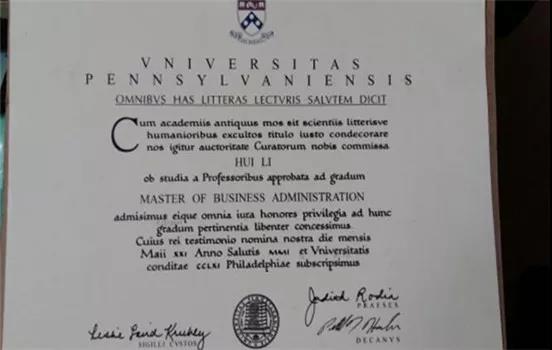 VNIVERSITAS
PENNSYLVANIENSIS
OMNIBVS HAS LITTERAS LECTVRIS SALVTEM DICIT
Cum academiis antiquus mos sit scientiis litterisve
humanioribus excultos titulo iusto condecorare
nos igitur auctoritate Curatorum nobis commissa
HUI LI
ob studia a Professoribus approbata ad gradum
MASTER OF BUSINESS ADMINISTRATION
admisimus eique omnia iura honores privilegia ad hunc
gradum pertinentia libenter concessimus
Cuius rei testimonio nomina nostra die mensis
Maii XXI Anno Salutis MMI et Vniversitatis
conditae CCLXI Philadelphiae subscripsimus
Judith Rodin
PRAESES
SIGILLI CVSTOS
DECANVS